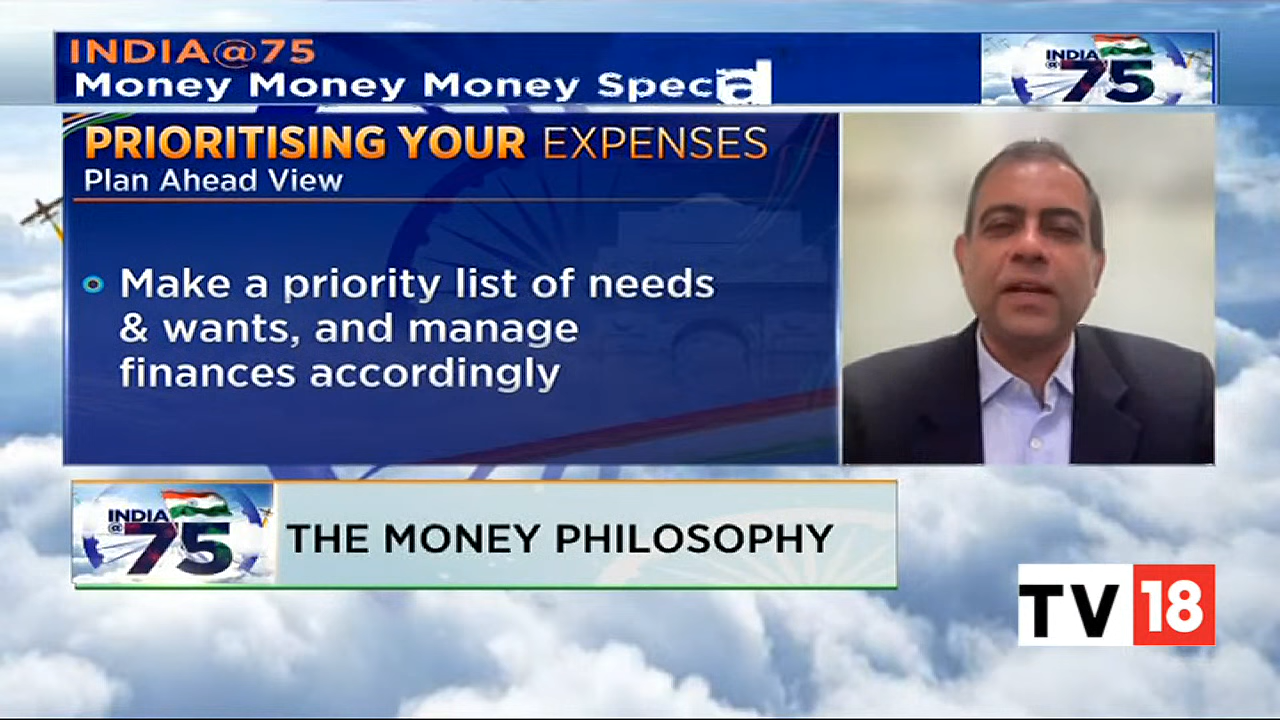 INDIA@75
Money Money Money Special
INDIA
@75
PRIORITISING YOUR EXPENSES
Plan Ahead View
Make a priority list of needs
& wants, and manage
finances accordingly
INDIA
@75
THE MONEY PHILOSOPHY
TV18